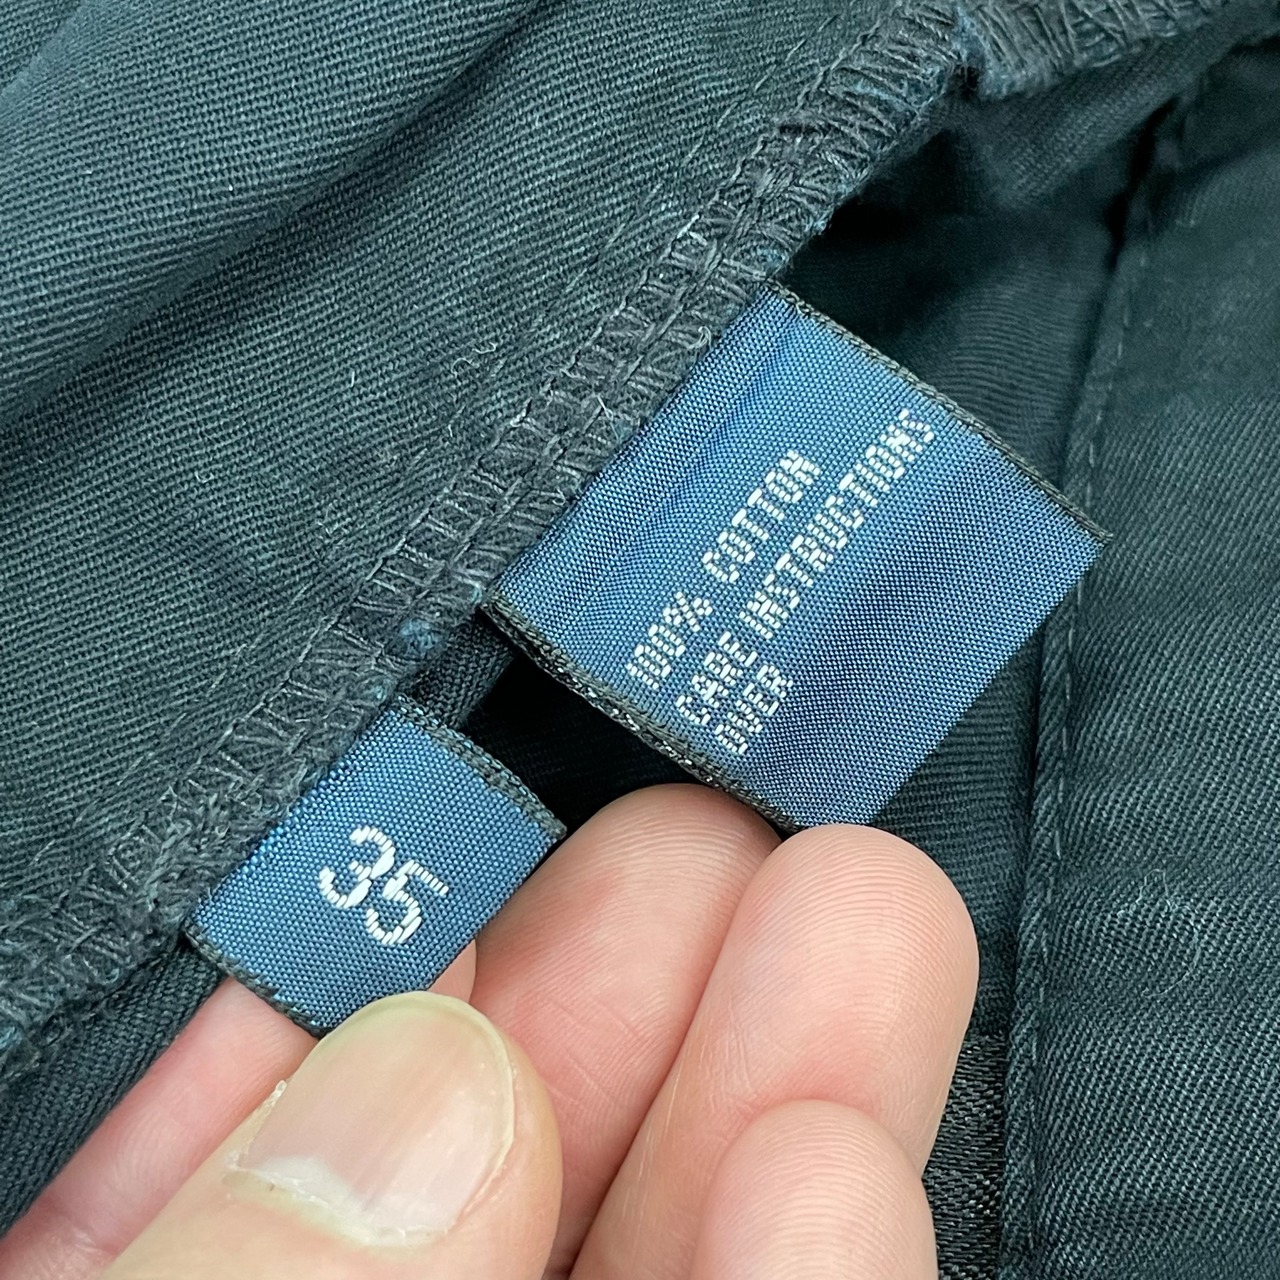 100% COTTON
CARE INSTRUCTIONS
OVER
35